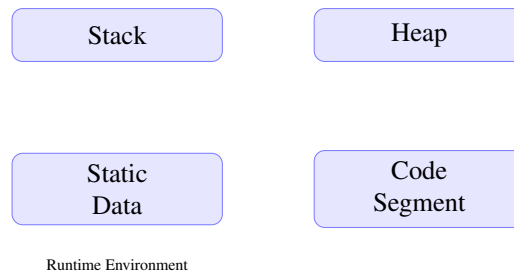 Stack
Heap
Static
Data
Code
Segment
Runtime Environment